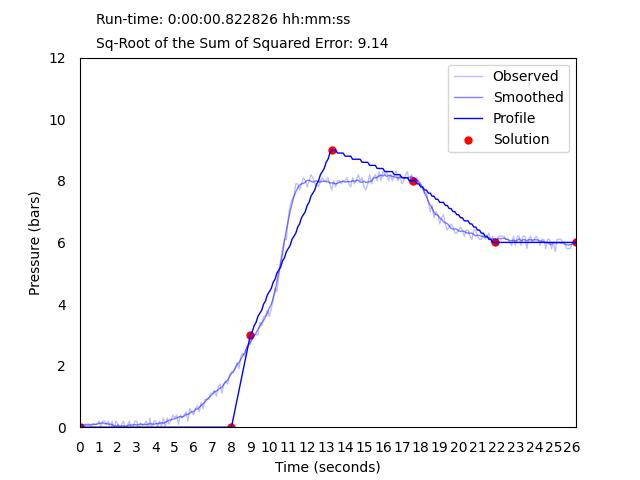 Run-time: 0:00:00.822826 hh:mm:ss
Sq-Root of the Sum of Squared Error: 9.14
12
10
8
6
4
2
0
Pressure (bars)
Observed
Smoothed
Profile
Solution
0 1 2 3 4 5 6 7 8 9 10 11 12 13 14 15 16 17 18 19 20 21 22 23 24 25 26
Time (seconds)